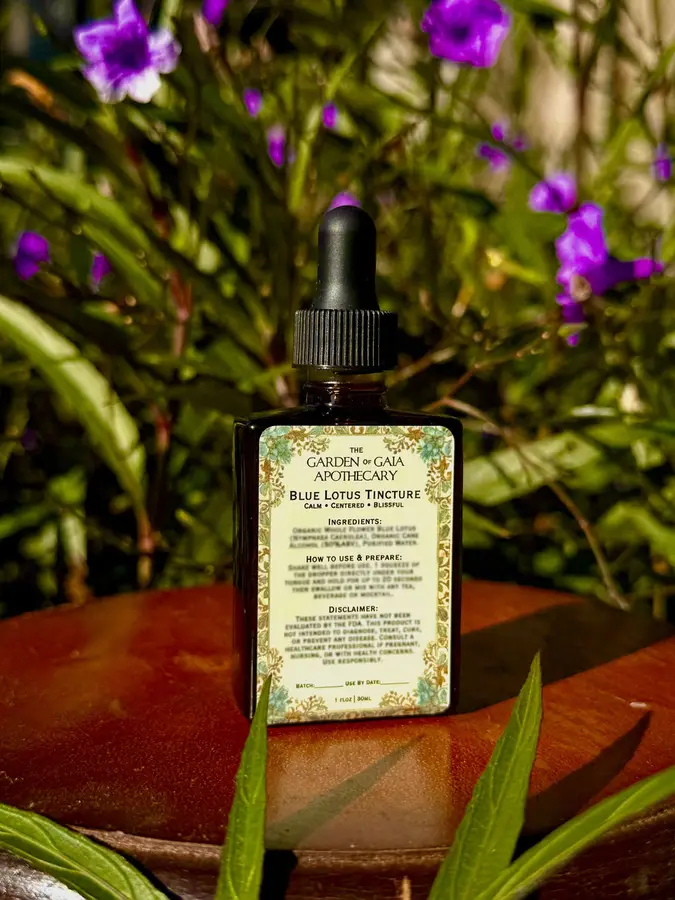 THE
GARDEN OF GAIA
APOTHECARY
BLUE LOTUS TINCTURE
CALM • CENTERED • BLISSFUL
INGREDIENTS:
ORGANIC WHOLE FLOWER BLUE LOTUS
(NYMPHAEA CAERULEA), ORGANIC CANE
ALCOHOL (50%ABV), PURIFIED WATER.
HOW TO USE & PREPARE:
SHAKE WELL BEFORE USE. 1 SQUEEZE OF
THE DROPPER DIRECTLY UNDER YOUR
TONGUE AND HOLD FOR UP TO 20 SECONDS
THEN SWALLOW OR MIX WITH ANY TEA,
BEVERAGE OR MOCKTAIL.
DISCLAIMER:
THESE STATEMENTS HAVE NOT BEEN
EVALUATED BY THE FDA. THIS PRODUCT IS
NOT INTENDED TO DIAGNOSE, TREAT, CURE,
OR PREVENT ANY DISEASE. CONSULT A
HEALTHCARE PROFESSIONAL IF PREGNANT,
NURSING, OR WITH HEALTH CONCERNS.
USE RESPONSIBLY.
BATCH:________ USE BY DATE:________
1 FLOZ | 30ML